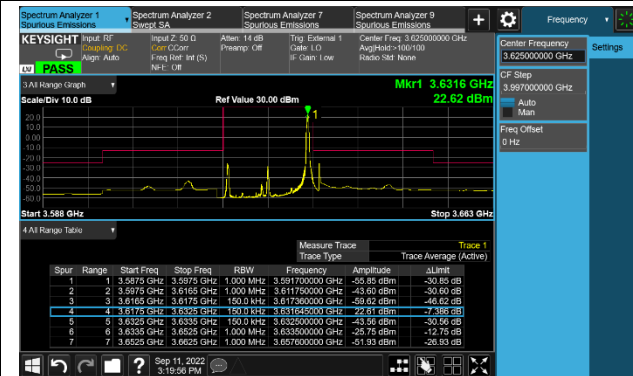 Spectrum Analyzer 1
Spurious Emissions
Spectrum Analyzer 2
Swept SA
Spectrum Analyzer 7
Spurious Emissions
Spectrum Analyzer 9
Spurious Emissions
+
Frequency
KEYSIGHT
Input: RF
Coupling: DC
Align: Auto
Input Z: 50 Ω
Corr CCorr
Freq Ref: Int (S)
NFE: Off
Atten: 14 dB
Preamp: Off
Trig: External 1
Gate: LO
IF Gain: Low
Center Freq: 3.625000000 GHz
Avg|Hold:>100/100
Radio Std: None
LXI PASS
Center Frequency
3.625000000 GHz
Settings
CF Step
3.997000000 GHz
Auto
Man
Freq Offset
0 Hz
3 All Range Graph
Mkr1 3.6316 GHz
22.62 dBm
Scale/Div 10.0 dB
Ref Value 30.00 dBm
1
20.0
10.0
0.00
-10.0
-20.0
-30.0
-40.0
-50.0
-60.0
Start 3.588 GHz
Stop 3.663 GHz
4 All Range Table
Measure Trace Trace 1
Trace Type Trace Average (Active)
Spur Range Start Freq Stop Freq RBW Frequency Amplitude ΔLimit
1 1 3.5875 GHz 3.5975 GHz 1.000 MHz 3.591700000 GHz -55.85 dBm -30.85 dB
2 2 3.5975 GHz 3.6165 GHz 1.000 MHz 3.611750000 GHz -43.60 dBm -30.60 dB
3 3 3.6165 GHz 3.6175 GHz 150.0 kHz 3.617360000 GHz -59.62 dBm -46.62 dB
4 4 3.6175 GHz 3.6325 GHz 150.0 kHz 3.631645000 GHz 22.61 dBm -7.386 dB
5 5 3.6325 GHz 3.6335 GHz 150.0 kHz 3.632500000 GHz -43.56 dBm -30.56 dB
6 6 3.6335 GHz 3.6525 GHz 1.000 MHz 3.633500000 GHz -25.75 dBm -12.75 dB
7 7 3.6525 GHz 3.6625 GHz 1.000 MHz 3.657600000 GHz -51.93 dBm -26.93 dB
?
Sep 11, 2022
3:19:56 PM